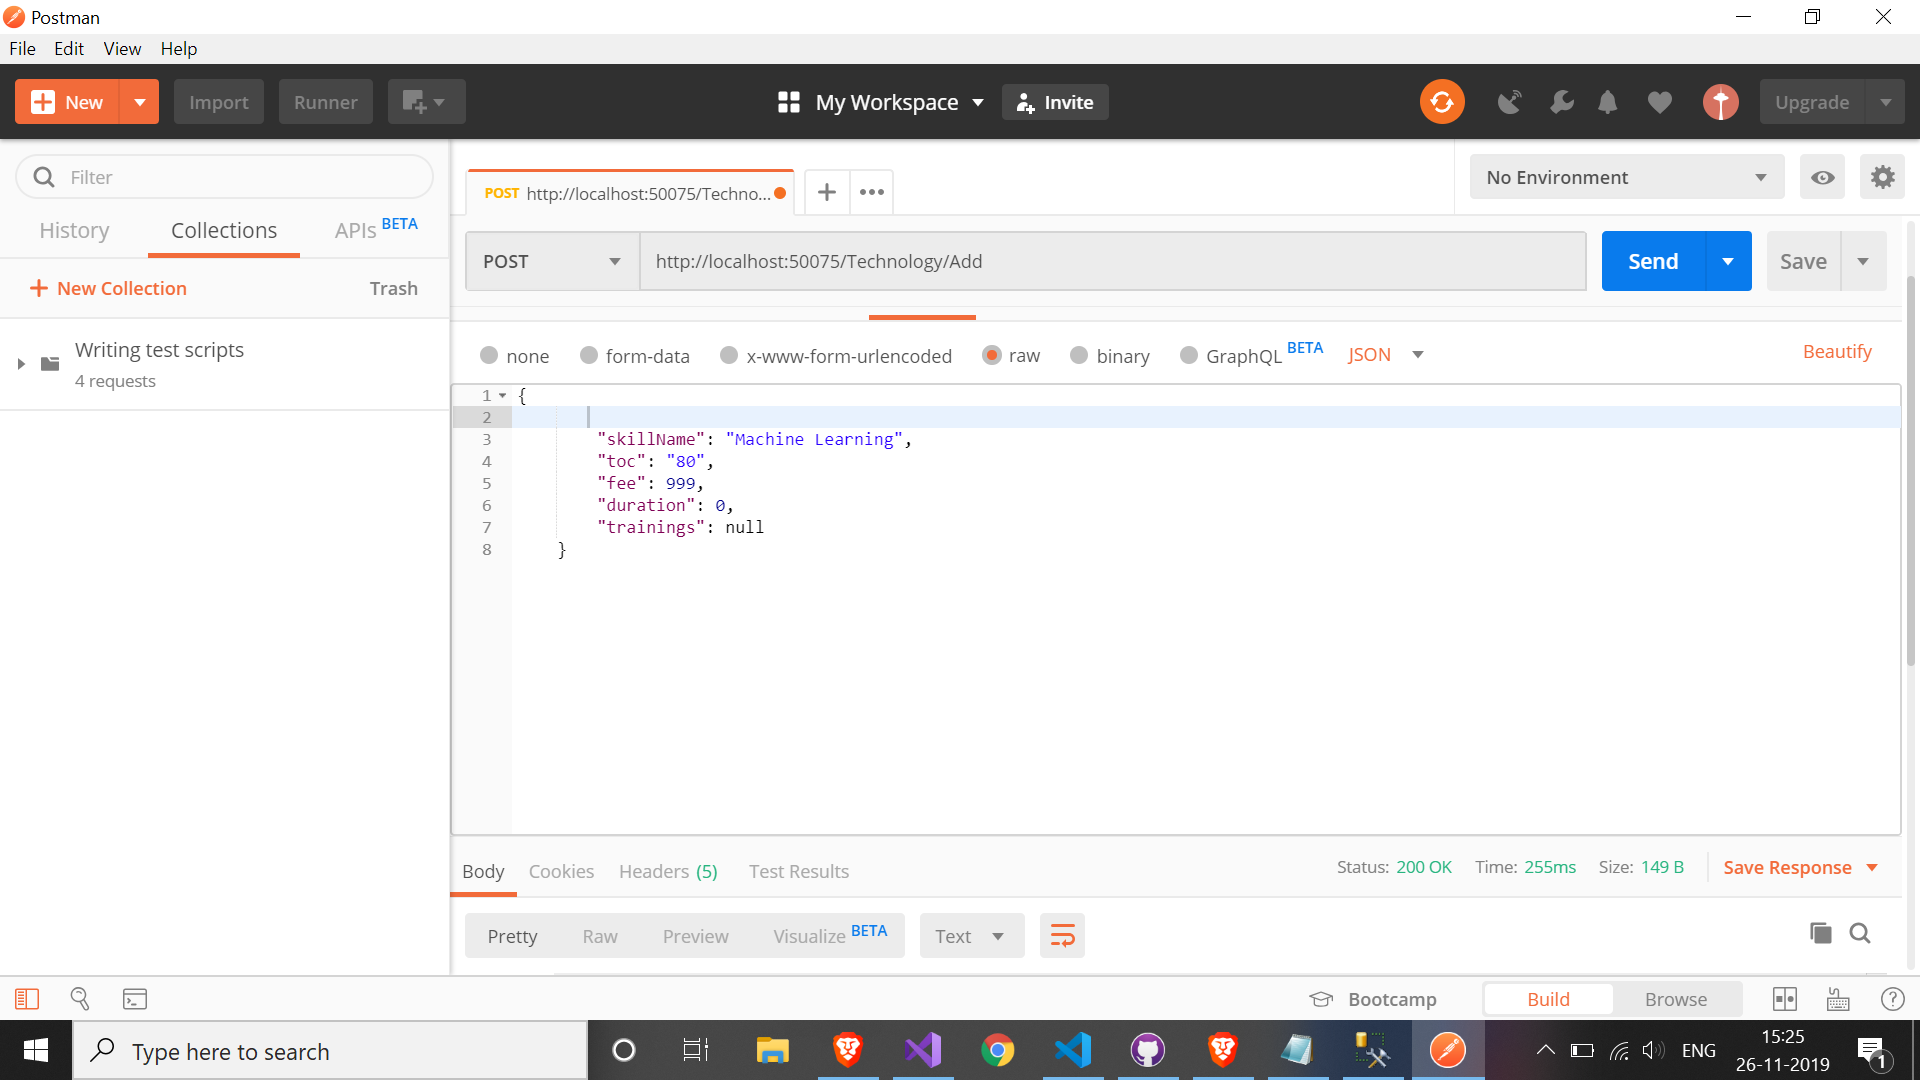 Postman
File Edit View Help
New Import Runner My Workspace Invite Upgrade
Filter
History Collections APIs BETA
New Collection Trash
Writing test scripts
4 requests
POST http://localhost:50075/Techno... ••• No Environment
POST http://localhost:50075/Technology/Add Send Save
none form-data x-www-form-urlencoded raw binary GraphQL BETA JSON Beautify
1 {
2
3 "skillName": "Machine Learning",
4 "toc": "80",
5 "fee": 999,
6 "duration": 0,
7 "trainings": null
8 }
Body Cookies Headers (5) Test Results Status: 200 OK Time: 255ms Size: 149 B Save Response
Pretty Raw Preview Visualize BETA Text
Bootcamp Build Browse
Type here to search ENG 15:25
26-11-2019 1